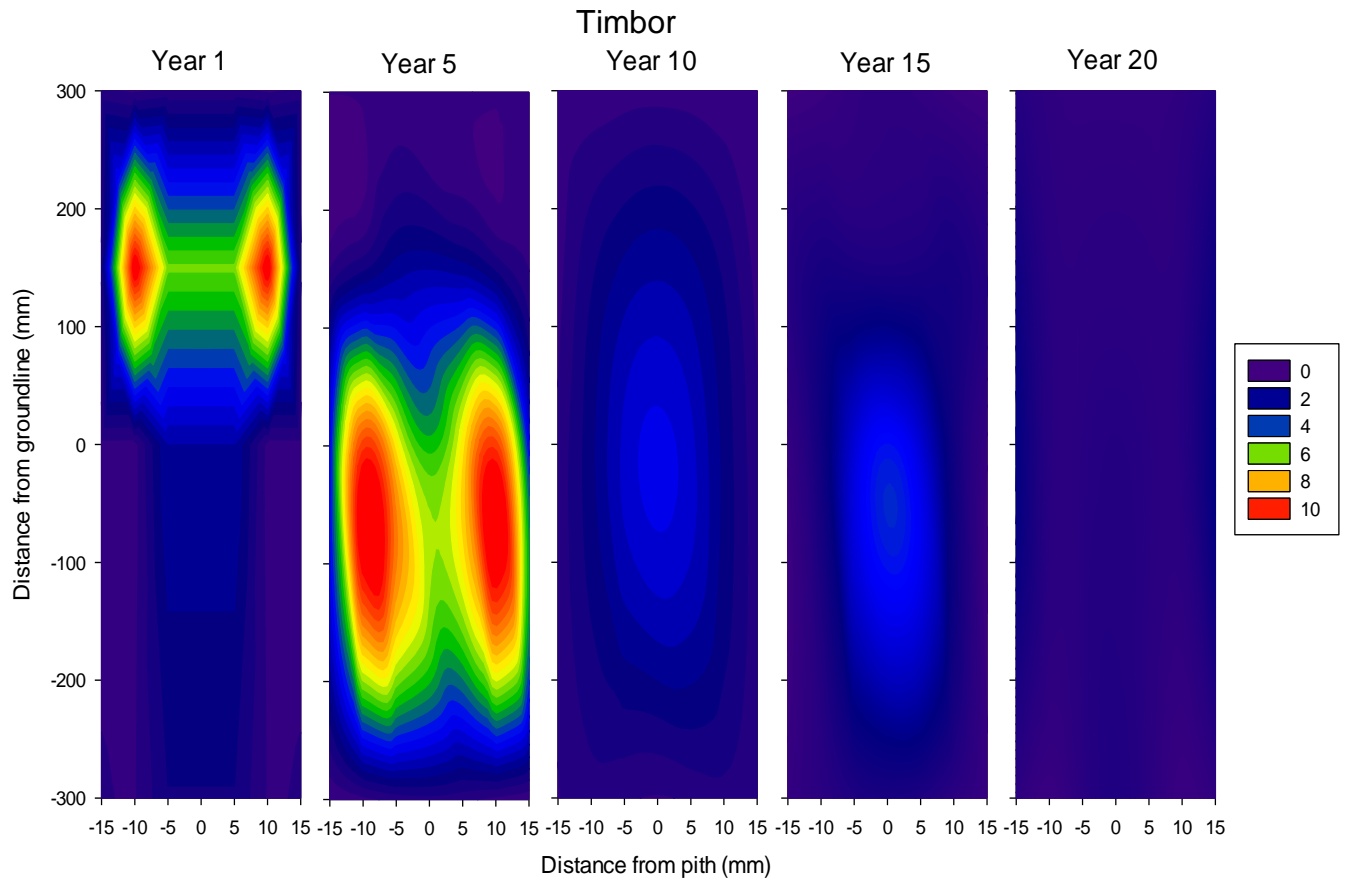 Timbor
Year 1
Year 5
Year 10
Year 15
Year 20
Distance from groundline (mm)
300
200
100
0
-100
-200
-300
-15 -10 -5 0 5 10 15
-15 -10 -5 0 5 10 15
-15 -10 -5 0 5 10 15
-15 -10 -5 0 5 10 15
-15 -10 -5 0 5 10 15
Distance from pith (mm)
0
2
4
6
8
10